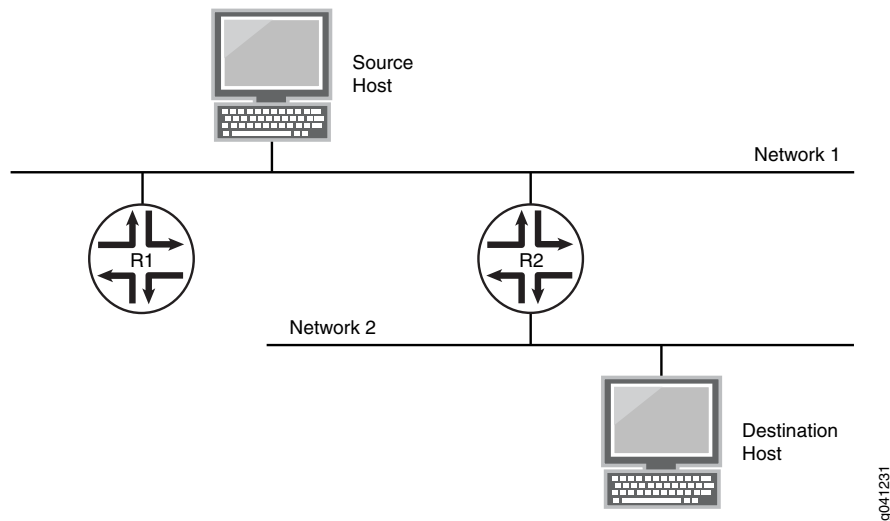 Source
Host
Network 1
R1
R2
Network 2
Destination
Host
g041231